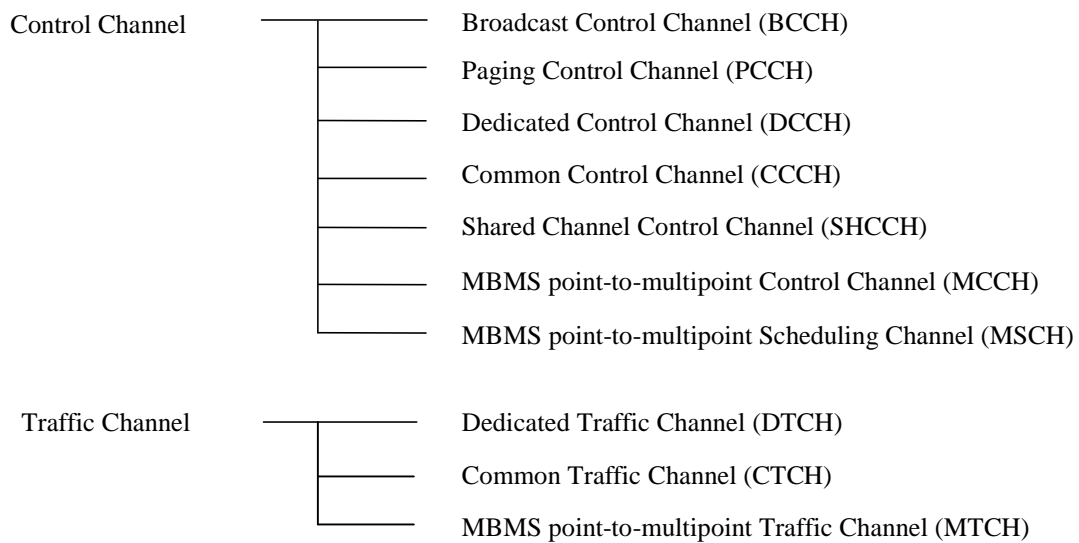 Control Channel
Broadcast Control Channel (BCCH)
Paging Control Channel (PCCH)
Dedicated Control Channel (DCCH)
Common Control Channel (CCCH)
Shared Channel Control Channel (SHCCH)
MBMS point-to-multipoint Control Channel (MCCH)
MBMS point-to-multipoint Scheduling Channel (MSCH)
Traffic Channel
Dedicated Traffic Channel (DTCH)
Common Traffic Channel (CTCH)
MBMS point-to-multipoint Traffic Channel (MTCH)